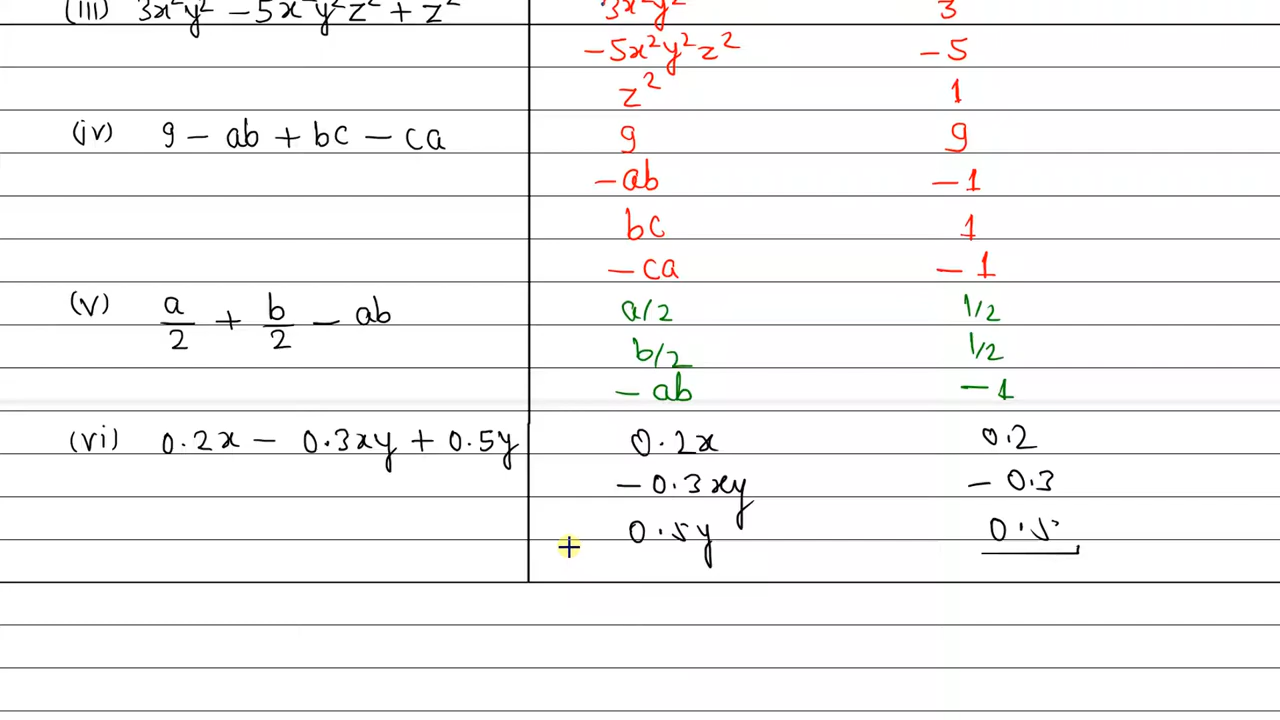 (iii) 3x²y² - 5x²y²z² + z² 3x²y² 3
-5x²y²z² -5
z² 1
(iv) 9 - ab + bc - ca 9 9
-ab -1
bc 1
-ca -1
(v) a/2 + b/2 - ab a/2 1/2
b/2 1/2
-ab -1
(vi) 0.2x - 0.3xy + 0.5y 0.2x 0.2
-0.3xy -0.3
0.5y 0.5